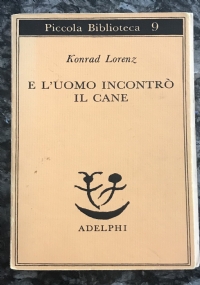 Piccola Biblioteca 9
Konrad Lorenz
E L'UOMO INCONTRÒ
IL CANE
ADELPHI